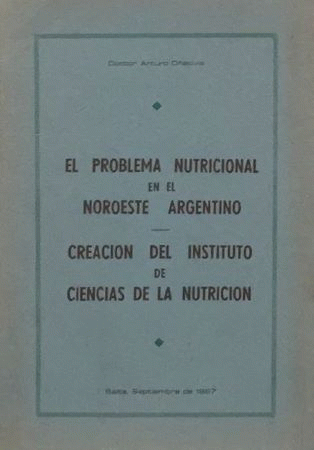 Doctor Arturo Oñativia
EL PROBLEMA NUTRICIONAL
EN EL
NOROESTE ARGENTINO
CREACION DEL INSTITUTO
DE
CIENCIAS DE LA NUTRICION
Salta, Septiembre de 1967